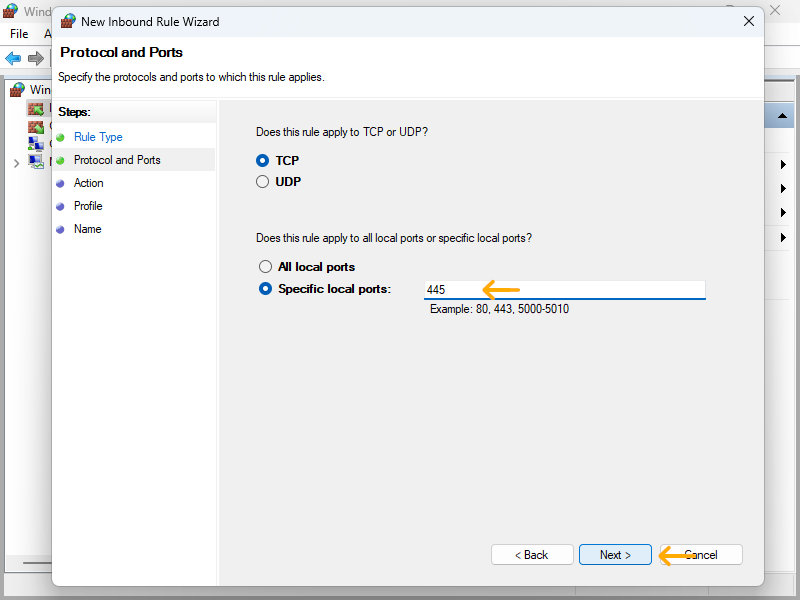 Wind
New Inbound Rule Wizard
File
A
Protocol and Ports
Specify the protocols and ports to which this rule applies.
Win
Steps:
Rule Type
Protocol and Ports
Action
Profile
Name
Does this rule apply to TCP or UDP?
TCP
UDP
Does this rule apply to all local ports or specific local ports?
All local ports
Specific local ports:
445
Example: 80, 443, 5000-5010
< Back
Next >
Cancel